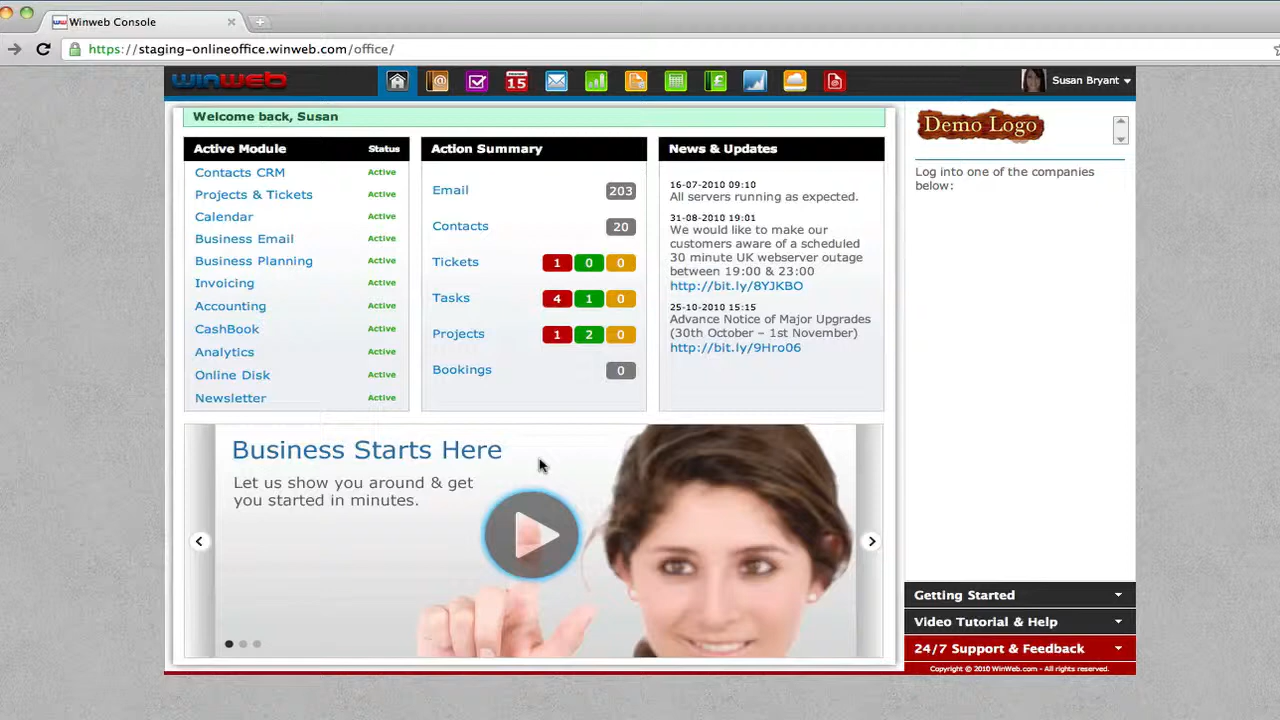 Winweb Console
https://staging-onlineoffice.winweb.com/office/
winweb
15
Susan Bryant
Welcome back, Susan
Active Module Status
Contacts CRM Active
Projects & Tickets Active
Calendar Active
Business Email Active
Business Planning Active
Invoicing Active
Accounting Active
CashBook Active
Analytics Active
Online Disk Active
Newsletter Active
Action Summary
Email 203
Contacts 20
Tickets 1 0 0
Tasks 4 1 0
Projects 1 2 0
Bookings 0
News & Updates
16-07-2010 09:10
All servers running as expected.
31-08-2010 19:01
We would like to make our
customers aware of a scheduled
30 minute UK webserver outage
between 19:00 & 23:00
http://bit.ly/8YJKBO
25-10-2010 15:15
Advance Notice of Major Upgrades
(30th October – 1st November)
http://bit.ly/9Hro06
Business Starts Here
Let us show you around & get
you started in minutes.
Demo Logo
Log into one of the companies
below:
Getting Started
Video Tutorial & Help
24/7 Support & Feedback
Copyright © 2010 WinWeb.com - All rights reserved.